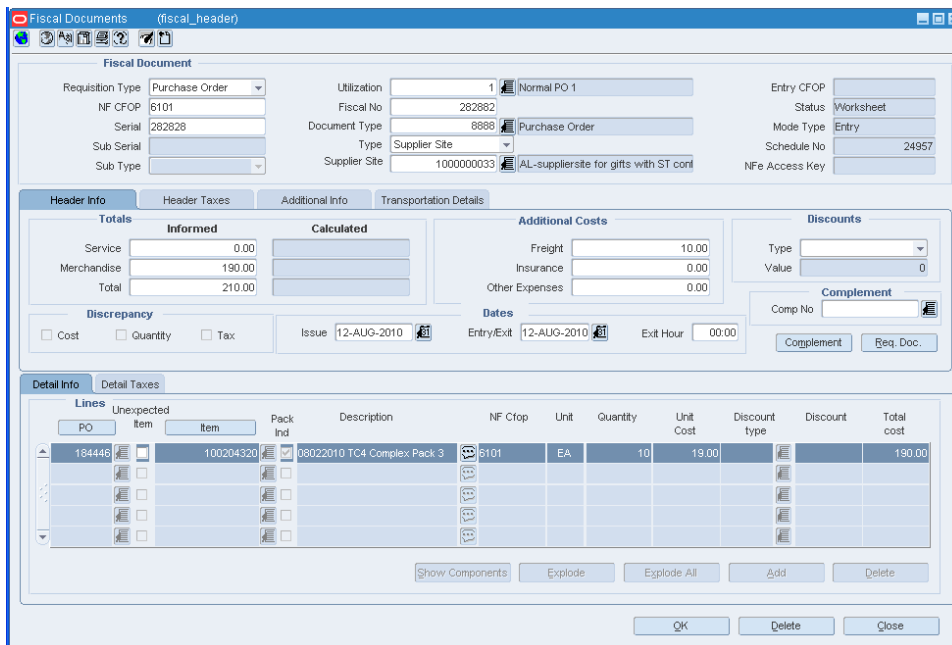 Fiscal Documents (fiscal_header)
Fiscal Document
Requisition Type Purchase Order Utilization 1 Normal PO 1 Entry CFOP
NF CFOP 6101 Fiscal No 282882 Status Worksheet
Serial 282828 Document Type 8888 Purchase Order Mode Type Entry
Sub Serial Type Supplier Site Schedule No 24957
Sub Type Supplier Site 1000000033 AL-suppliersite for gifts with ST conf NFe Access Key
Header Info Header Taxes Additional Info Transportation Details
Totals Additional Costs Discounts
Informed Calculated
Service 0.00 Freight 10.00 Type
Merchandise 190.00 Insurance 0.00 Value 0
Total 210.00 Other Expenses 0.00
Complement
Comp No
Discrepancy Dates
Cost Quantity Tax Issue 12-AUG-2010 Entry/Exit 12-AUG-2010 Exit Hour 00:00
Complement Req. Doc.
Detail Info Detail Taxes
Lines
PO Unexpected Item Item Pack Ind Description NF Cfop Unit Quantity Unit Cost Discount type Discount Total cost
184446 100204320 08022010 TC4 Complex Pack 3 6101 EA 10 19.00 190.00
Show Components Explode Explode All Add Delete
OK Delete Close